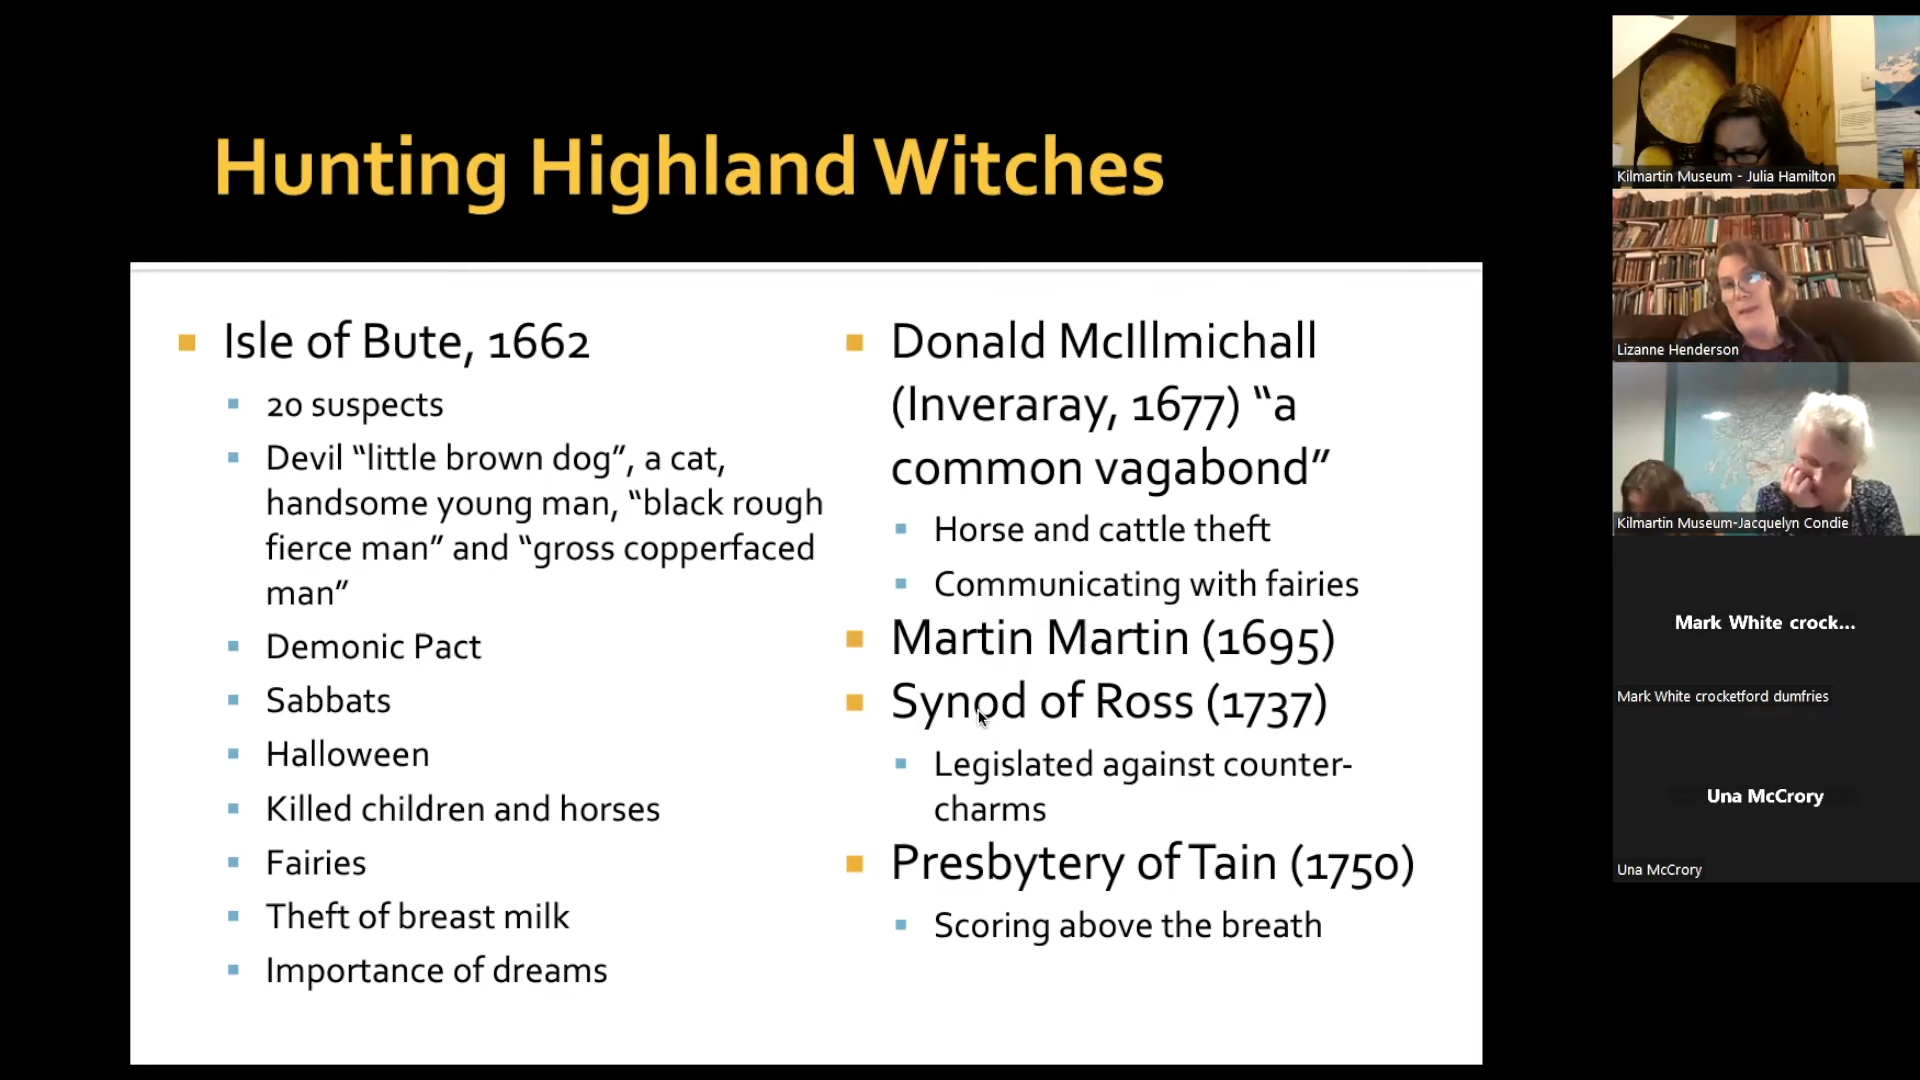 Hunting Highland Witches
Isle of Bute, 1662
20 suspects
Devil “little brown dog”, a cat,
handsome young man, “black rough
fierce man” and “gross copperfaced
man”
Demonic Pact
Sabbats
Halloween
Killed children and horses
Fairies
Theft of breast milk
Importance of dreams
Donald McIllmichall
(Inveraray, 1677) “a
common vagabond”
Horse and cattle theft
Communicating with fairies
Martin Martin (1695)
Synod of Ross (1737)
Legislated against counter-
charms
Presbytery of Tain (1750)
Scoring above the breath
Kilmartin Museum - Julia Hamilton
Lizanne Henderson
Kilmartin Museum-Jacquelyn Condie
Mark White crock...
Mark White crocketford dumfries
Una McCrory
Una McCrory